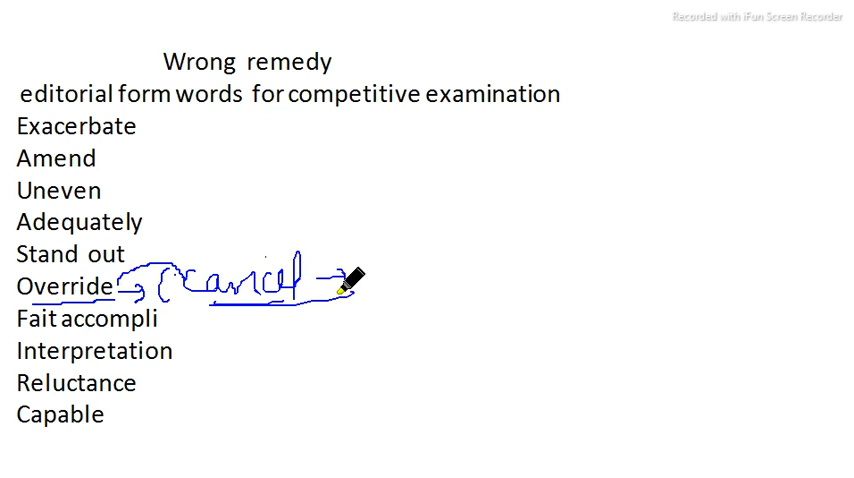 Recorded with iFun Screen Recorder
Wrong remedy
editorial form words for competitive examination
Exacerbate
Amend
Uneven
Adequately
Stand out
Override → (cancel →
Fait accompli
Interpretation
Reluctance
Capable